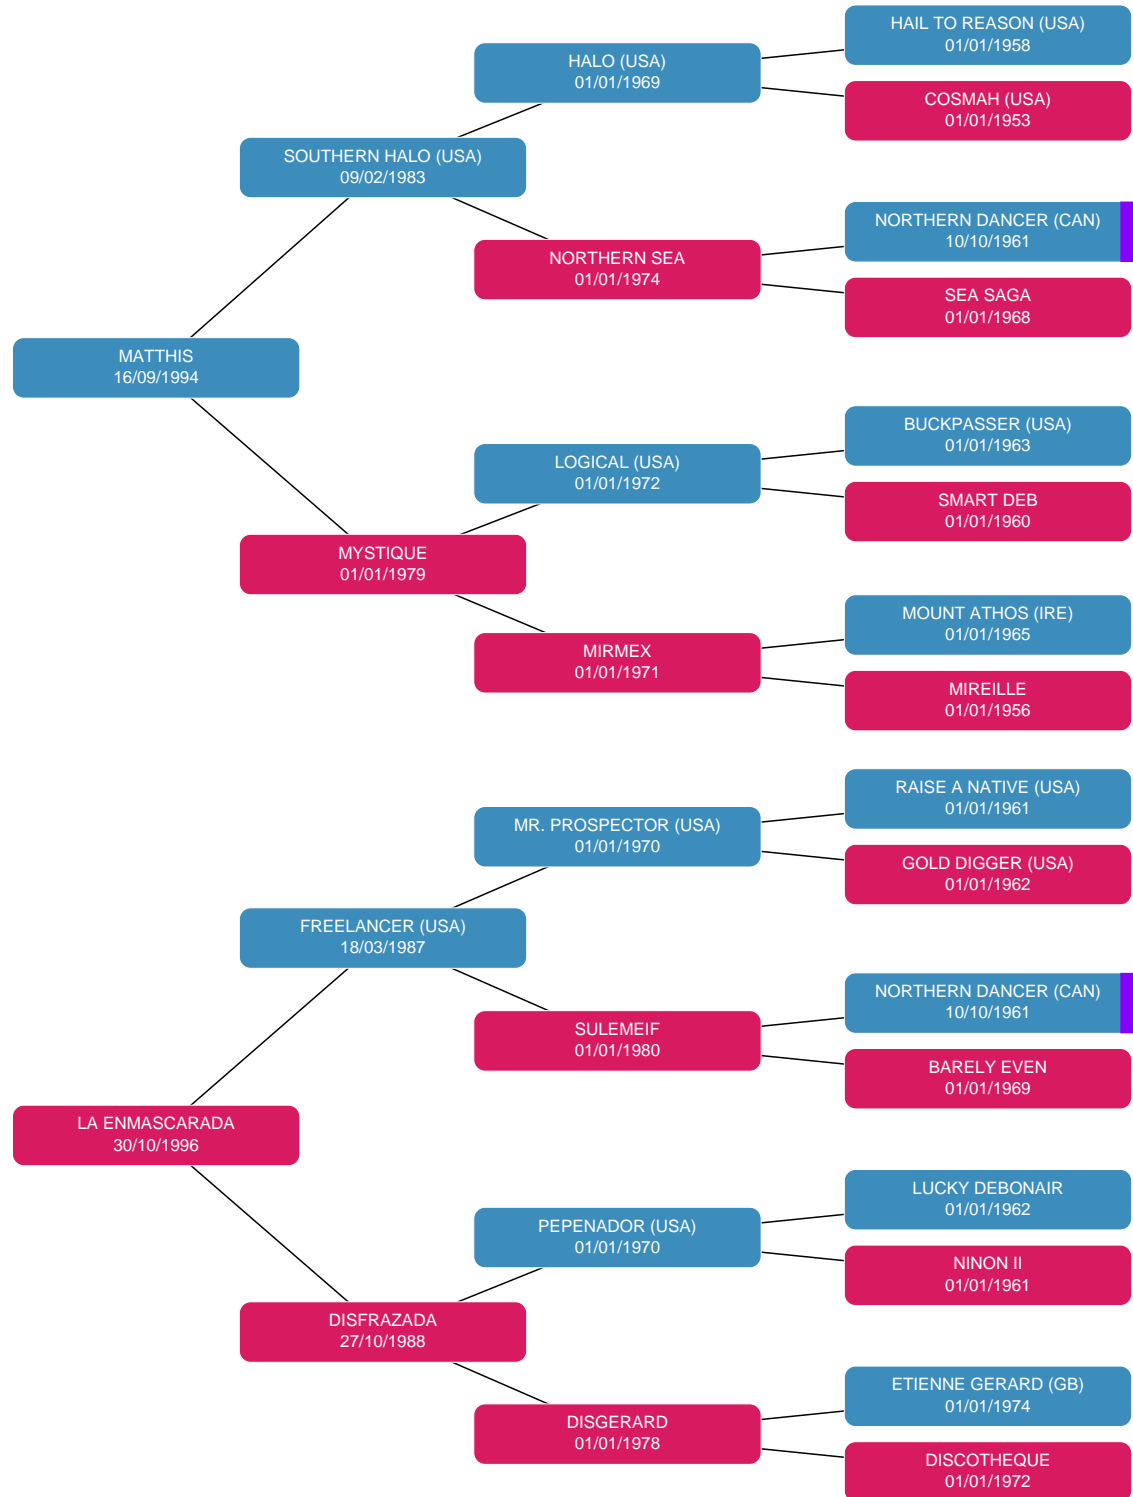 HAIL TO REASON (USA)
01/01/1958
HALO (USA)
01/01/1969
COSMAH (USA)
01/01/1953
SOUTHERN HALO (USA)
09/02/1983
NORTHERN DANCER (CAN)
10/10/1961
NORTHERN SEA
01/01/1974
SEA SAGA
01/01/1968
MATTHIS
16/09/1994
BUCKPASSER (USA)
01/01/1963
LOGICAL (USA)
01/01/1972
SMART DEB
01/01/1960
MYSTIQUE
01/01/1979
MOUNT ATHOS (IRE)
01/01/1965
MIRMEX
01/01/1971
MIREILLE
01/01/1956
RAISE A NATIVE (USA)
01/01/1961
MR. PROSPECTOR (USA)
01/01/1970
GOLD DIGGER (USA)
01/01/1962
FREELANCER (USA)
18/03/1987
NORTHERN DANCER (CAN)
10/10/1961
SULEMEIF
01/01/1980
BARELY EVEN
01/01/1969
LA ENMASCARADA
30/10/1996
LUCKY DEBONAIR
01/01/1962
PEPENADOR (USA)
01/01/1970
NINON II
01/01/1961
DISFRAZADA
27/10/1988
ETIENNE GERARD (GB)
01/01/1974
DISGERARD
01/01/1978
DISCOTHEQUE
01/01/1972